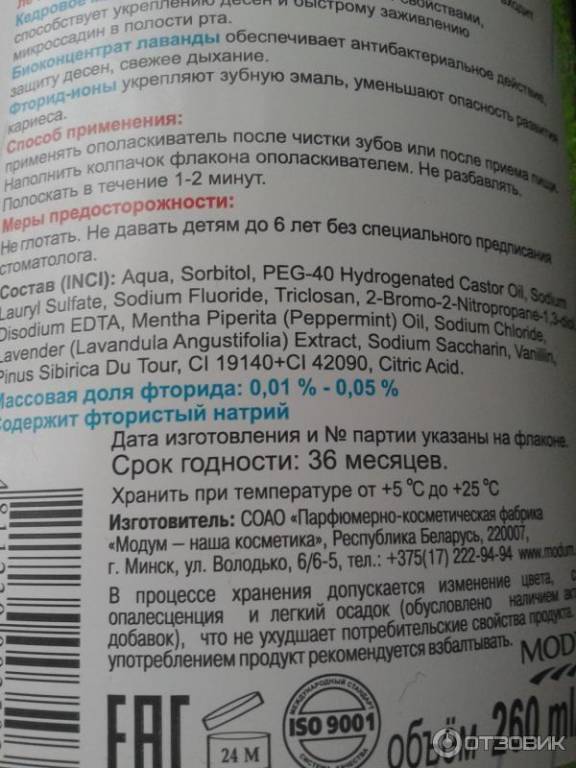 Кедровое свойствами, входит
способствует укреплению десен и быстрому заживлению
микроссадин в полости рта.
Биоконцентрат лаванды обеспечивает антибактериальное действие,
защиту десен, свежее дыхание.
Фторид-ионы укрепляют зубную эмаль, уменьшают опасность развития
кариеса.
Способ применения:
применять ополаскиватель после чистки зубов или после приема пищи.
Наполнить колпачок флакона ополаскивателем. Не разбавлять.
Полоскать в течение 1-2 минут.
Меры предосторожности:
Не глотать. Не давать детям до 6 лет без специального предписания
стоматолога.
Состав (INCI): Aqua, Sorbitol, PEG-40 Hydrogenated Castor Oil, Sodium
Lauryl Sulfate, Sodium Fluoride, Triclosan, 2-Bromo-2-Nitropropane-1,3-diol,
Disodium EDTA, Mentha Piperita (Peppermint) Oil, Sodium Chloride,
Lavender (Lavandula Angustifolia) Extract, Sodium Saccharin, Vanillin,
Pinus Sibirica Du Tour, CI 19140+CI 42090, Citric Acid.
Массовая доля фторида: 0,01 % - 0,05 %
Содержит фтористый натрий
Дата изготовления и № партии указаны на флаконе.
Срок годности: 36 месяцев.
Хранить при температуре от +5 °С до +25 °С
Изготовитель: СОАО «Парфюмерно-косметическая фабрика
«Модум – наша косметика», Республика Беларусь, 220007,
г. Минск, ул. Володько, 6/6-5, тел.: +375(17) 222-94-94 www.modum.
В процессе хранения допускается изменение цвета,
опалесценция и легкий осадок (обусловлено наличием
добавок), что не ухудшает потребительские свойства продукта.
употреблением продукт рекомендуется взбалтывать.
MOD
EAC
24 M
МЕЖДУНАРОДНЫЙ СТАНДАРТ
ISO 9001
СИСТЕМА КАЧЕСТВА
объём 260 ml
ОТЗОВИК